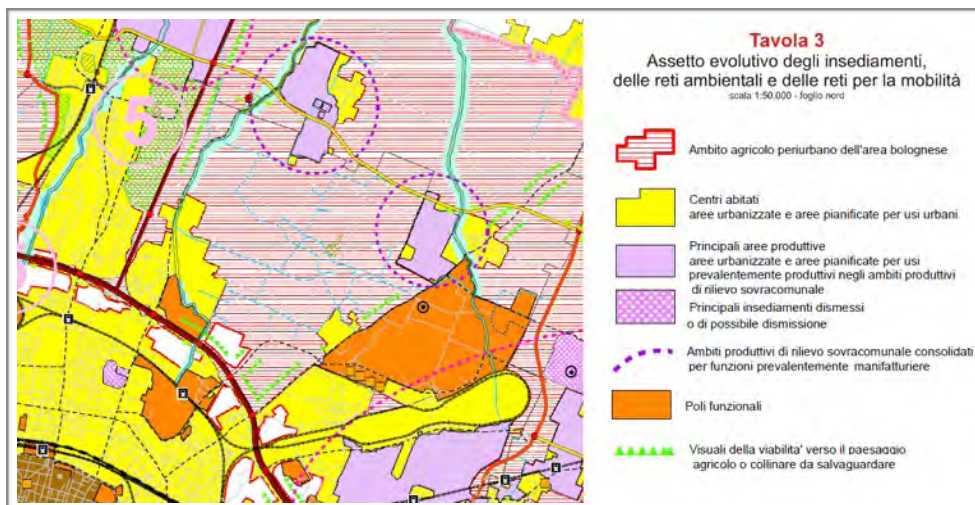 Tavola 3
Assetto evolutivo degli insediamenti,
delle reti ambientali e delle reti per la mobilità
scala 1:50.000 - foglio nord
Ambito agricolo periurbano dell'area bolognese
Centri abitati
aree urbanizzate e aree pianificate per usi urbani
Principali aree produttive
aree urbanizzate e aree pianificate per usi
prevalentemente produttivi negli ambiti produttivi
di rilievo sovracomunale
Principali insediamenti dismessi
o di possibile dismissione
Ambiti produttivi di rilievo sovracomunale consolidati
per funzioni prevalentemente manifatturiere
Poli funzionali
Visuali della viabilita' verso il paesaggio
agricolo o collinare da salvaguardare
5